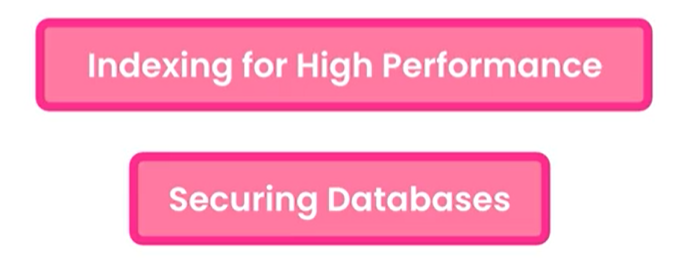 Indexing for High Performance
Securing Databases